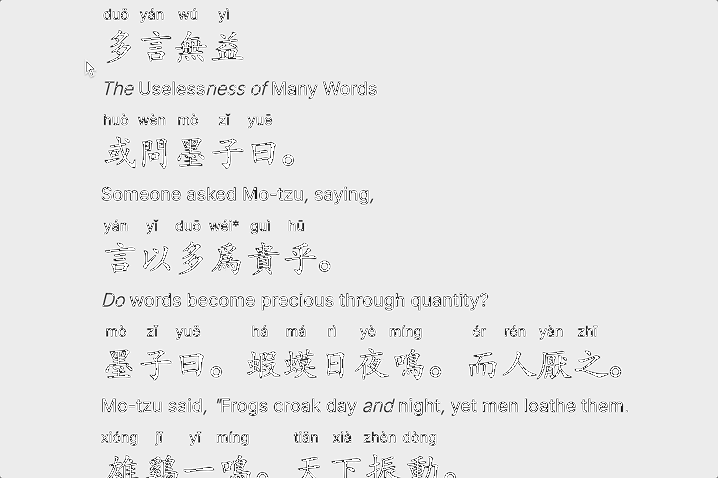 duō yán wú yì
多言無益
The Uselessness of Many Words
huò wèn mò zǐ yuē
或問墨子曰。
Someone asked Mo-tzu, saying,
yán yǐ duō wéi* guì hū
言以多為貴乎。
Do words become precious through quantity?
mò zǐ yuē há má rì yè míng ér rén yàn zhī
墨子曰。蝦蟆日夜鳴。而人厭之。
Mo-tzu said, "Frogs croak day and night, yet men loathe them.
xióng jī yī míng tiān xià zhèn dòng
雄鷄一鳴。天下振動。